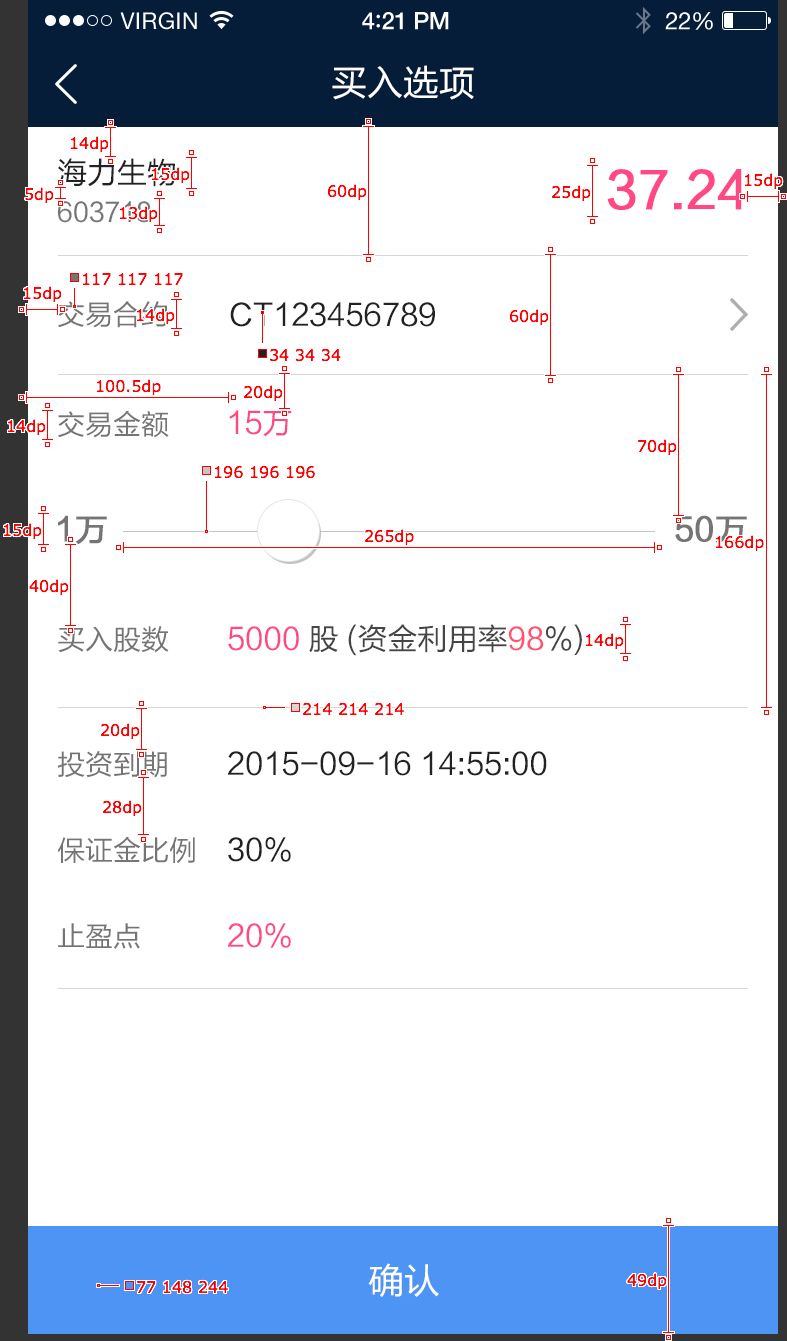 VIRGIN 4:21 PM 22%
买入选项
14dp
海力生物 15dp
5dp 60dp 25dp 37.24 15dp
13dp
117 117 117
15dp
交易合约 14dp CT123456789 60dp
34 34 34
100.5dp 20dp
14dp 交易金额 15万
70dp
196 196 196
15dp 1万 265dp 50万 166dp
40dp
买入股数 5000 股 (资金利用率98%) 14dp
214 214 214
20dp
投资到期 2015-09-16 14:55:00
28dp
保证金比例 30%
止盈点 20%
77 148 244 确认 49dp